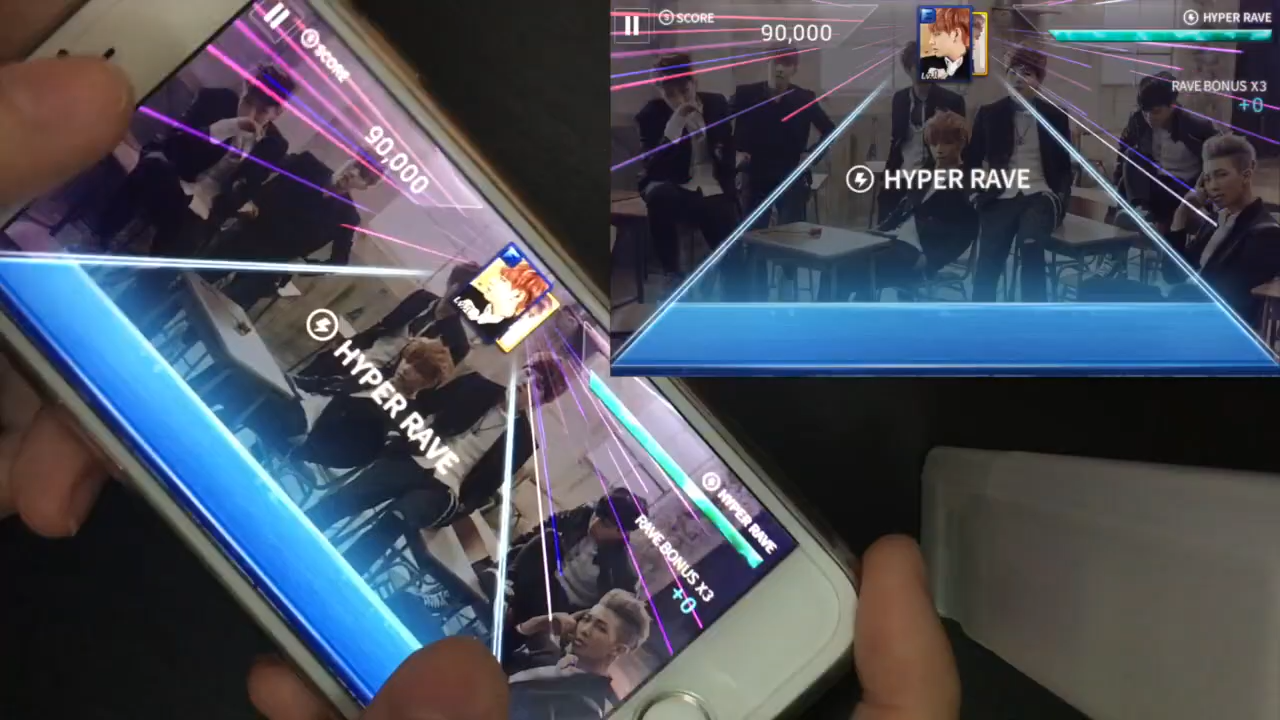 SCORE
90,000
HYPER RAVE
HYPER RAVE
RAVE BONUS X3
+0
SCORE
90,000
HYPER RAVE
RAVE BONUS X3
+0
HYPER RAVE